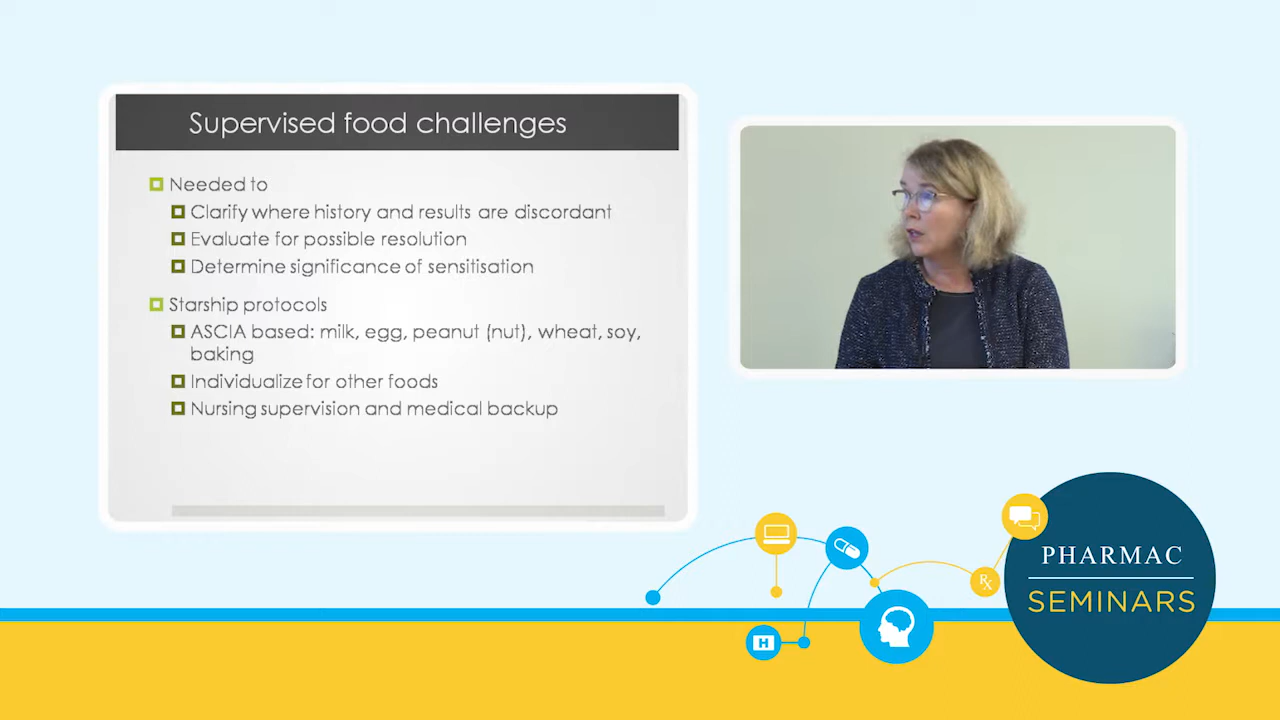 Supervised food challenges
Needed to
Clarify where history and results are discordant
Evaluate for possible resolution
Determine significance of sensitisation
Starship protocols
ASCIA based: milk, egg, peanut (nut), wheat, soy,
baking
Individualize for other foods
Nursing supervision and medical backup
H
Rx
PHARMAC
SEMINARS